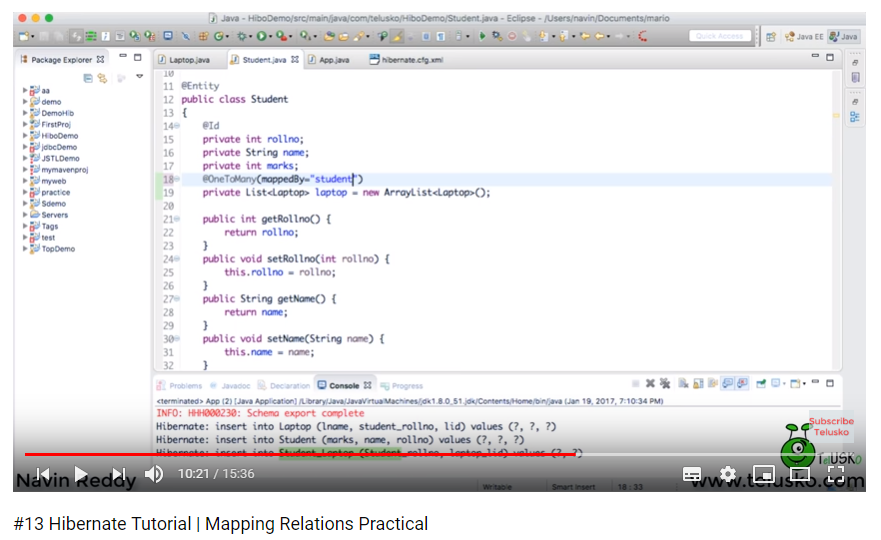 Java - HiboDemo/src/main/java/com/telusko/HiboDemo/Student.java - Eclipse - /Users/navin/Documents/mario
Quick Access
Java EE
Java
Package Explorer
Laptop.java
Student.java
App.java
hibernate.cfg.xml
aa
demo
DemoHib
FirstProj
HiboDemo
jdbcDemo
JSTLDemo
mymavenproj
myweb
practice
Sdemo
Servers
Tags
test
TopDemo
10
11 @Entity
12 public class Student
13 {
14 @Id
15 private int rollno;
16 private String name;
17 private int marks;
18 @OneToMany(mappedBy="student")
19 private List<Laptop> laptop = new ArrayList<Laptop>();
20
21 public int getRollno() {
22 return rollno;
23 }
24 public void setRollno(int rollno) {
25 this.rollno = rollno;
26 }
27 public String getName() {
28 return name;
29 }
30 public void setName(String name) {
31 this.name = name;
32 }
Problems
Javadoc
Declaration
Console
Progress
<terminated> App (2) [Java Application] /Library/Java/JavaVirtualMachines/jdk1.8.0_51.jdk/Contents/Home/bin/java (Jan 19, 2017, 7:10:34 PM)
INFO: HHH000230: Schema export complete
Hibernate: insert into Laptop (lname, student_rollno, lid) values (?, ?, ?)
Hibernate: insert into Student (marks, name, rollno) values (?, ?, ?)
Hibernate: insert into Student_Laptop (Student_rollno, laptop_lid) values (?, ?)
Subscribe
Telusko
TelUSKO
10:21 / 15:36
Navin Reddy
Writable
Smart Insert
18 : 33
www.telusko.com
#13 Hibernate Tutorial | Mapping Relations Practical